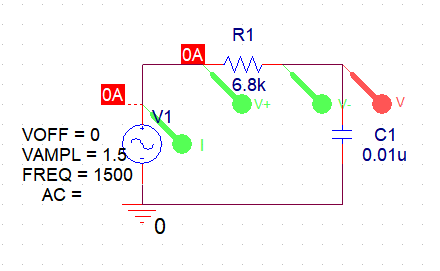 R1
0A
6.8k
0A
V+
V-
V
V1
VOFF = 0
VAMPL = 1.5
FREQ = 1500
AC =
I
C1
0.01u
0